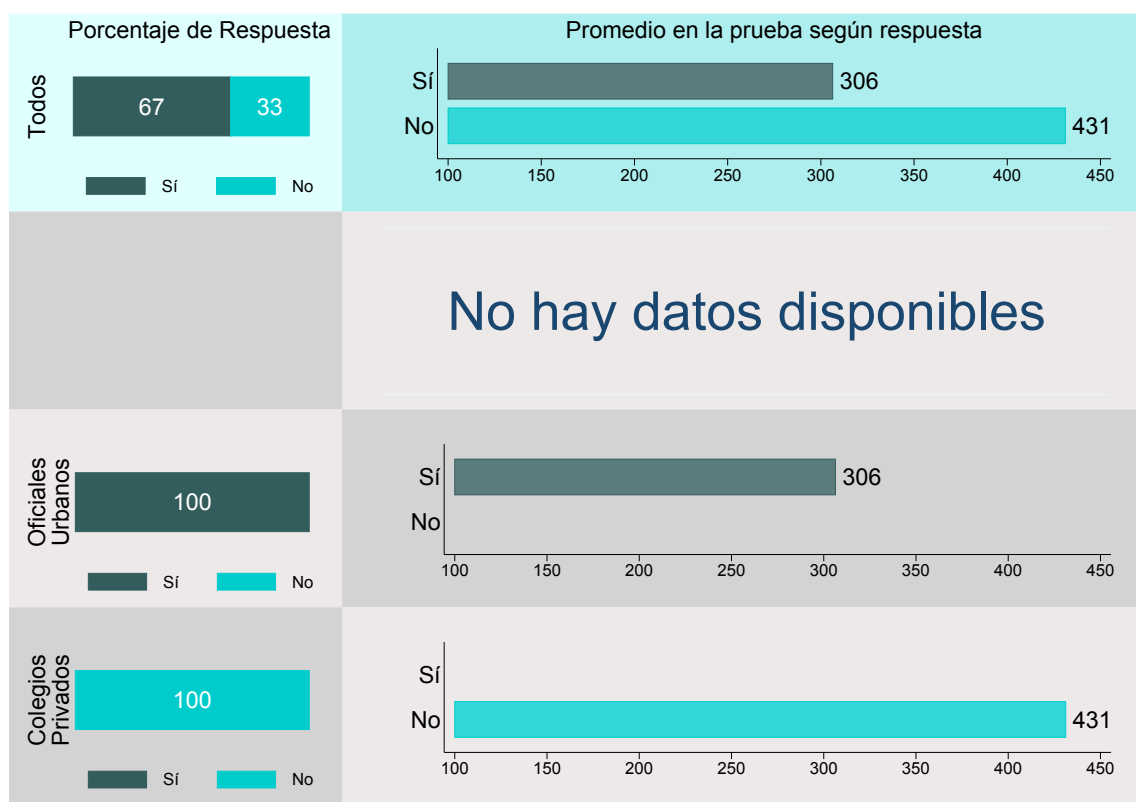 Porcentaje de Respuesta
Promedio en la prueba según respuesta
Todos
67 33
Sí No
Sí 306
No 431
100 150 200 250 300 350 400 450
No hay datos disponibles
Oficiales
Urbanos
100
Sí No
Sí 306
No
100 150 200 250 300 350 400 450
Colegios
Privados
100
Sí No
Sí
No 431
100 150 200 250 300 350 400 450